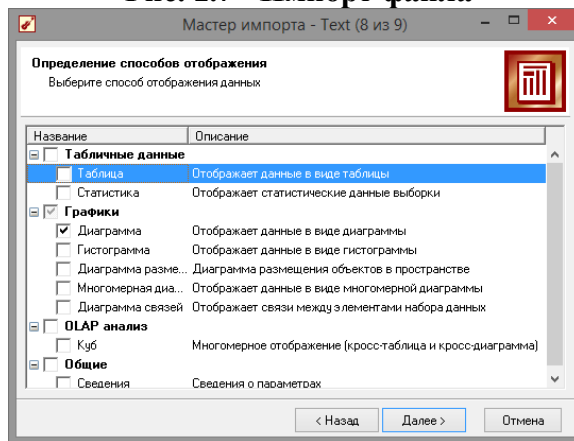 Мастер импорта - Text (8 из 9)
Определение способов отображения
Выберите способ отображения данных
Название Описание
Табличные данные
Таблица Отображает данные в виде таблицы
Статистика Отображает статистические данные выборки
Графики
Диаграмма Отображает данные в виде диаграммы
Гистограмма Отображает данные в виде гистограммы
Диаграмма разме... Диаграмма размещения объектов в пространстве
Многомерная диа... Отображает данные в виде многомерной диаграммы
Диаграмма связей Отображает связи между элементами набора данных
OLAP анализ
Куб Многомерное отображение (кросс-таблица и кросс-диаграмма)
Общие
Сведения Сведения о параметрах
< Назад Далее > Отмена